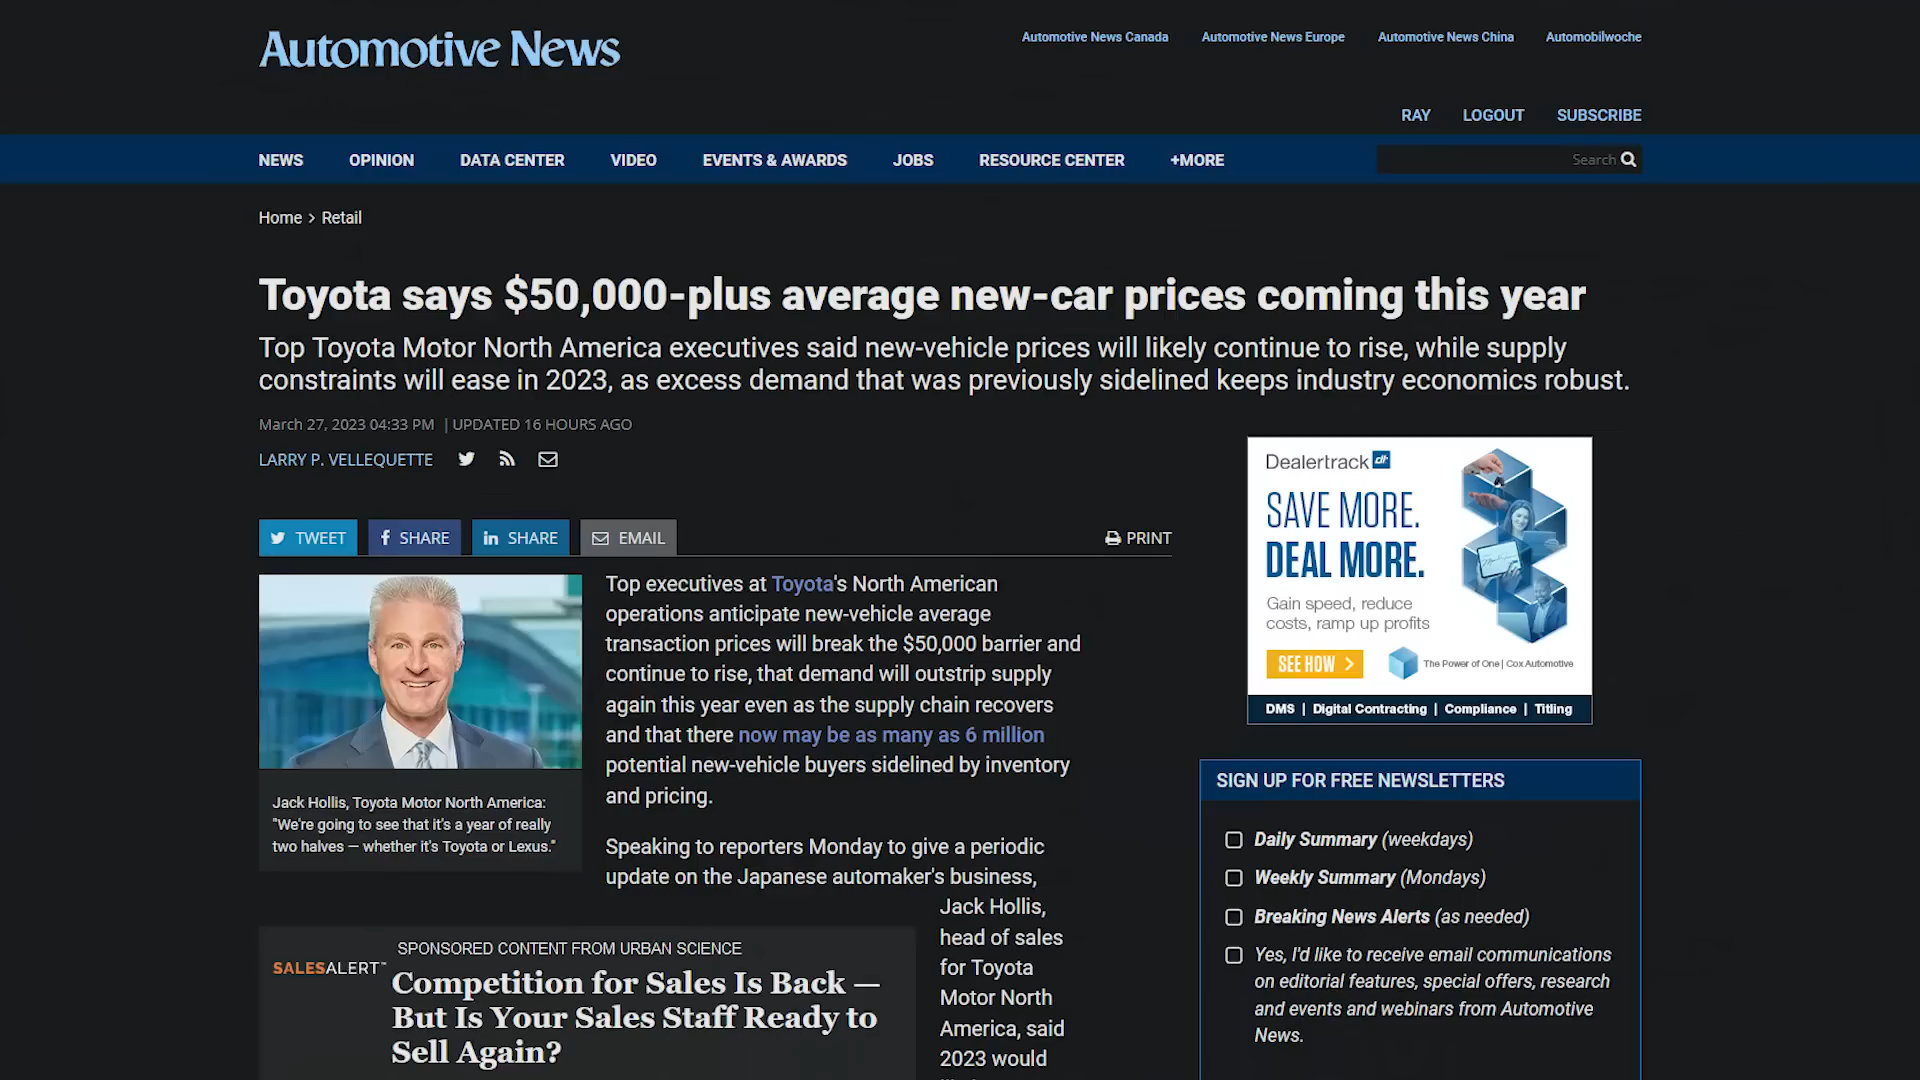 Automotive News
Automotive News Canada
Automotive News Europe
Automotive News China
Automobilwoche
RAY
LOGOUT
SUBSCRIBE
NEWS
OPINION
DATA CENTER
VIDEO
EVENTS & AWARDS
JOBS
RESOURCE CENTER
+MORE
Search
Home > Retail
Toyota says $50,000-plus average new-car prices coming this year
Top Toyota Motor North America executives said new-vehicle prices will likely continue to rise, while supply
constraints will ease in 2023, as excess demand that was previously sidelined keeps industry economics robust.
March 27, 2023 04:33 PM | UPDATED 16 HOURS AGO
LARRY P. VELLEQUETTE
TWEET
SHARE
SHARE
EMAIL
PRINT
Jack Hollis, Toyota Motor North America:
"We're going to see that it's a year of really
two halves — whether it's Toyota or Lexus."
Top executives at Toyota's North American
operations anticipate new-vehicle average
transaction prices will break the $50,000 barrier and
continue to rise, that demand will outstrip supply
again this year even as the supply chain recovers
and that there now may be as many as 6 million
potential new-vehicle buyers sidelined by inventory
and pricing.
Speaking to reporters Monday to give a periodic
update on the Japanese automaker's business,
Jack Hollis,
head of sales
for Toyota
Motor North
America, said
2023 would
SPONSORED CONTENT FROM URBAN SCIENCE
SALESALERT™
Competition for Sales Is Back —
But Is Your Sales Staff Ready to
Sell Again?
Dealertrack dt
SAVE MORE.
DEAL MORE.
Gain speed, reduce
costs, ramp up profits
SEE HOW >
The Power of One | Cox Automotive
DMS | Digital Contracting | Compliance | Titling
SIGN UP FOR FREE NEWSLETTERS
Daily Summary (weekdays)
Weekly Summary (Mondays)
Breaking News Alerts (as needed)
Yes, I'd like to receive email communications
on editorial features, special offers, research
and events and webinars from Automotive
News.